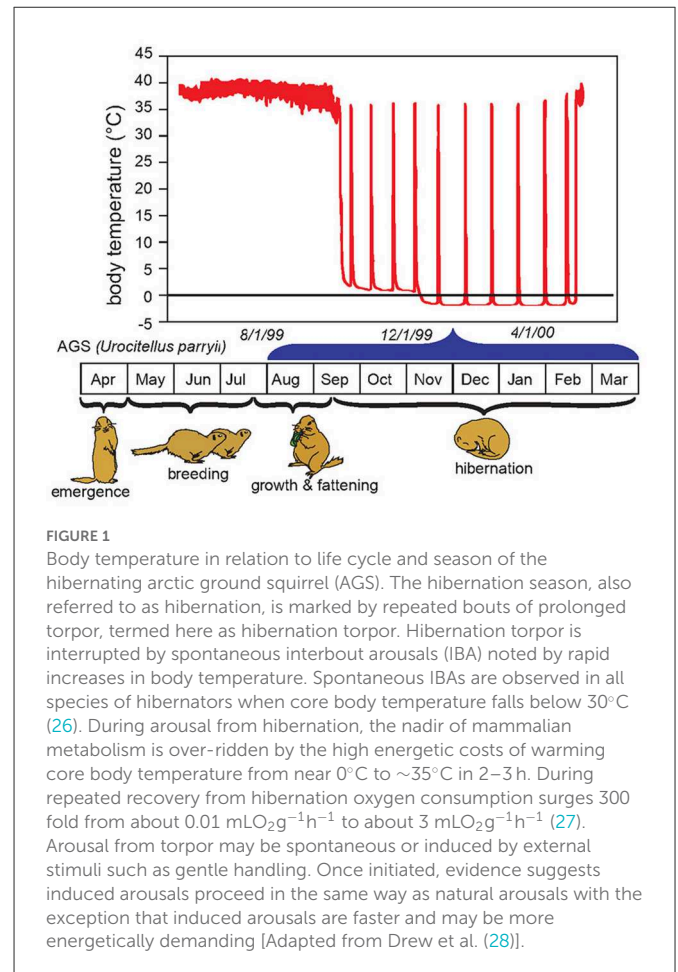 45
40
35
30
25
20
15
10
5
0
-5
body temperature (°C)
8/1/99 12/1/99 4/1/00
AGS (Urocitellus parryii)
Apr May Jun Jul Aug Sep Oct Nov Dec Jan Feb Mar
emergence
breeding
growth & fattening
hibernation
FIGURE 1
Body temperature in relation to life cycle and season of the
hibernating arctic ground squirrel (AGS). The hibernation season, also
referred to as hibernation, is marked by repeated bouts of prolonged
torpor, termed here as hibernation torpor. Hibernation torpor is
interrupted by spontaneous interbout arousals (IBA) noted by rapid
increases in body temperature. Spontaneous IBAs are observed in all
species of hibernators when core body temperature falls below 30°C
(26). During arousal from hibernation, the nadir of mammalian
metabolism is over-ridden by the high energetic costs of warming
core body temperature from near 0°C to ∼35°C in 2–3 h. During
repeated recovery from hibernation oxygen consumption surges 300
fold from about 0.01 mLO₂g⁻¹h⁻¹ to about 3 mLO₂g⁻¹h⁻¹ (27).
Arousal from torpor may be spontaneous or induced by external
stimuli such as gentle handling. Once initiated, evidence suggests
induced arousals proceed in the same way as natural arousals with the
exception that induced arousals are faster and may be more
energetically demanding [Adapted from Drew et al. (28)].